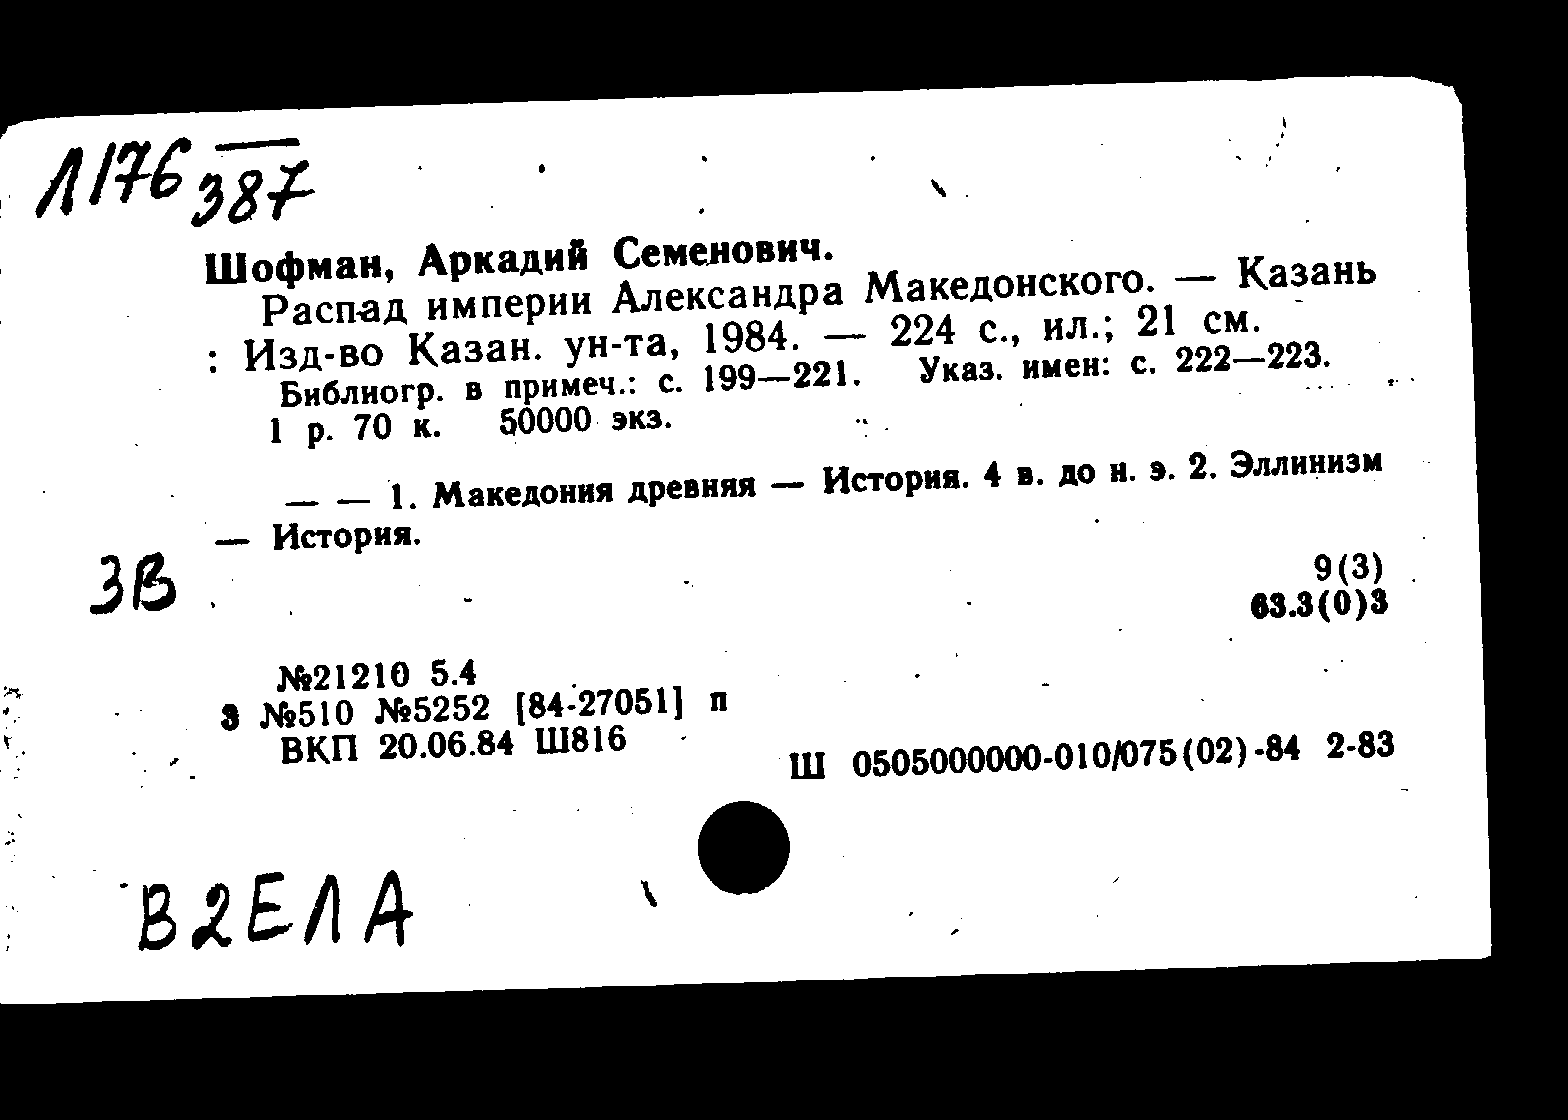 Л176 387
Шофман, Аркадий Семенович.
Распад империи Александра Македонского. — Казань
: Изд-во Казан. ун-та, 1984. — 224 с., ил.; 21 см.
Библиогр. в примеч.: с. 199—221. Указ. имен: с. 222—223.
1 р. 70 к. 50000 экз.
— — 1. Македония древняя — История. 4 в. до н. э. 2. Эллинизм
— История.
ЗВ
9(3)
63.3(0)3
№21210 5.4
3 №510 №5252 [84-27051] п
ВКП 20.06.84 Ш816
Ш 0505000000-010/075(02)-84 2-83
В2ЕЛА